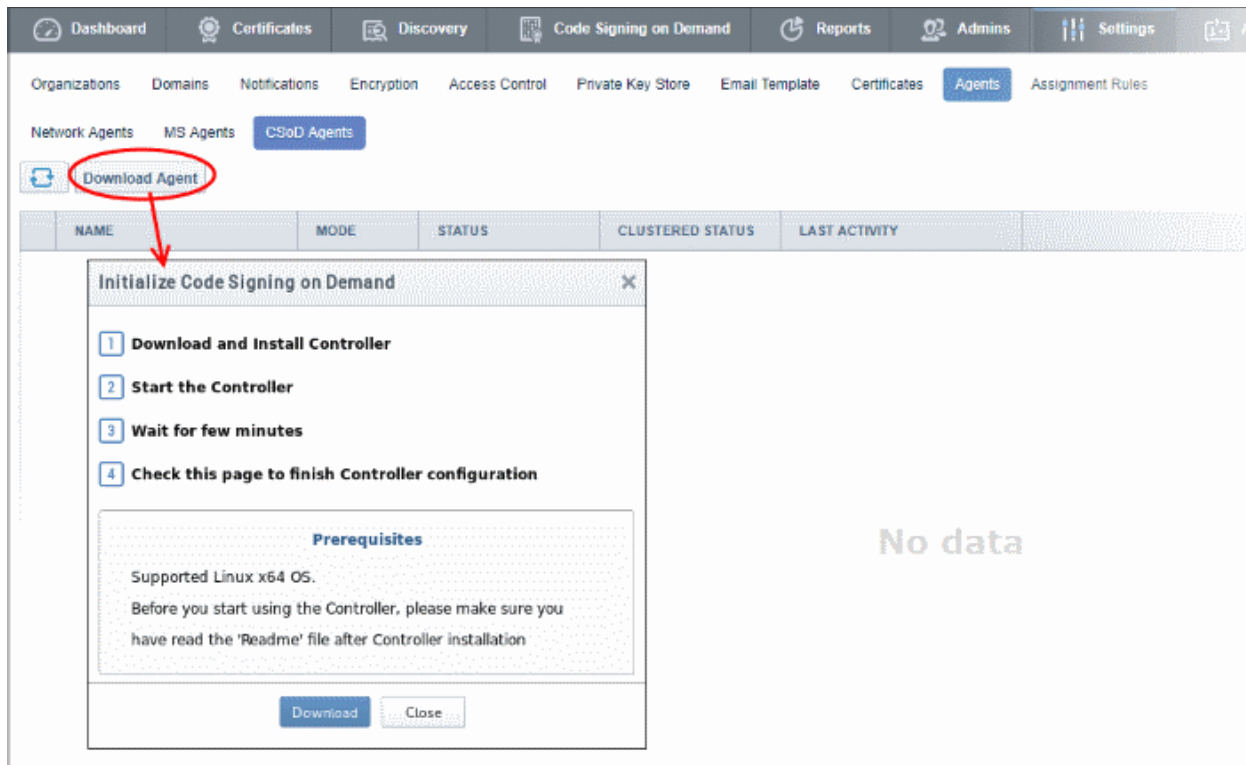 Dashboard Certificates Discovery Code Signing on Demand Reports Admins Settings
Organizations Domains Notifications Encryption Access Control Private Key Store Email Template Certificates Agents Assignment Rules
Network Agents MS Agents CSoD Agents
Download Agent
NAME MODE STATUS CLUSTERED STATUS LAST ACTIVITY
Initialize Code Signing on Demand
1 Download and Install Controller
2 Start the Controller
3 Wait for few minutes
4 Check this page to finish Controller configuration
Prerequisites
No data
Supported Linux x64 OS.
Before you start using the Controller, please make sure you
have read the 'Readme' file after Controller installation
Download Close